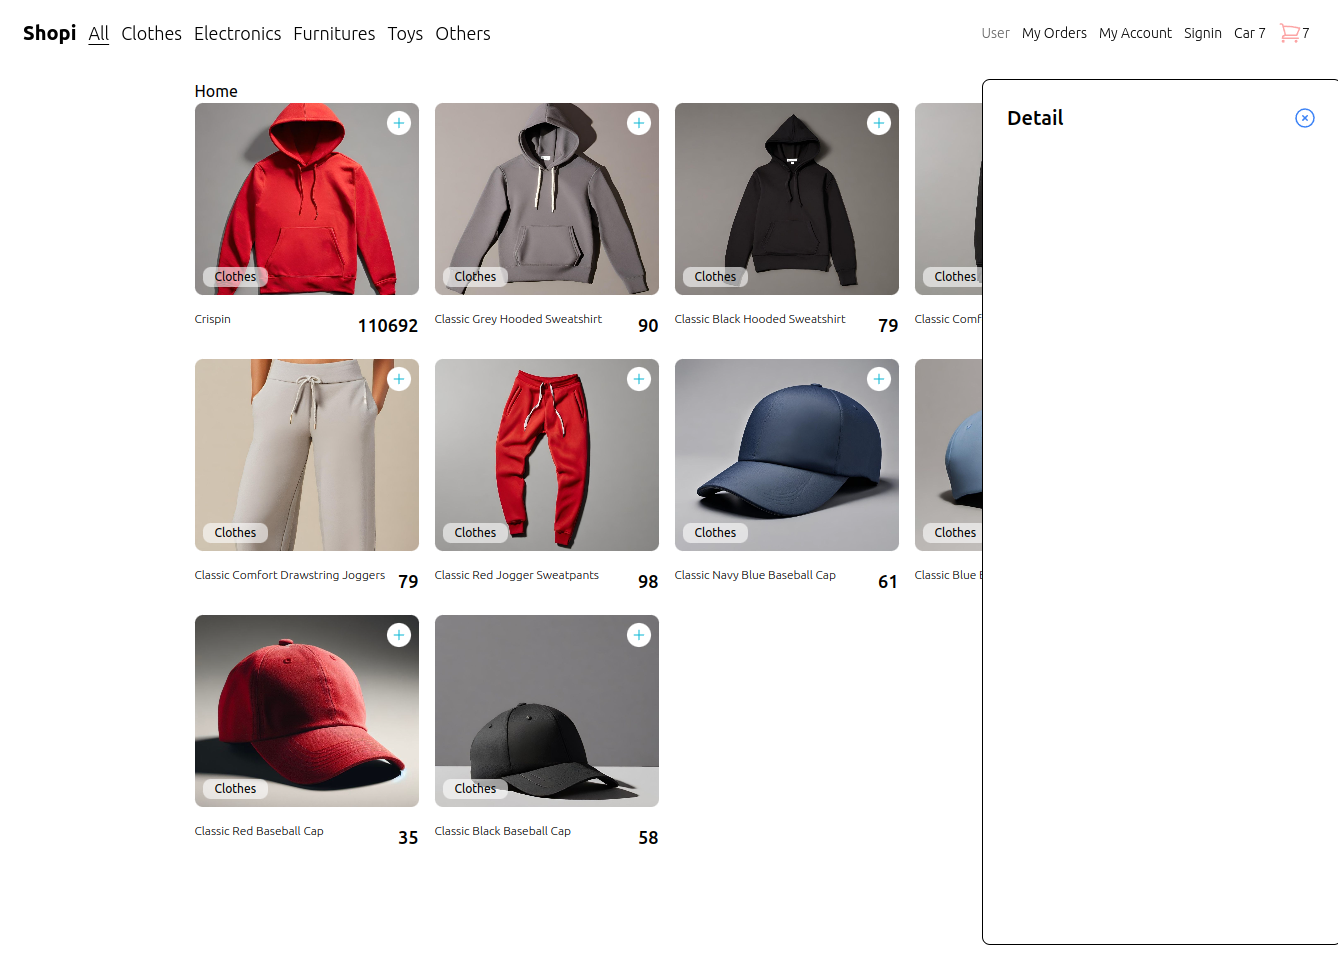 Shopi All Clothes Electronics Furnitures Toys Others
User My Orders My Account Signin Car 7 7
Home
Detail
Clothes Clothes Clothes Clothes
Crispin 110692 Classic Grey Hooded Sweatshirt 90 Classic Black Hooded Sweatshirt 79 Classic Comf
Clothes Clothes Clothes Clothes
Classic Comfort Drawstring Joggers 79 Classic Red Jogger Sweatpants 98 Classic Navy Blue Baseball Cap 61 Classic Blue
Clothes Clothes
Classic Red Baseball Cap 35 Classic Black Baseball Cap 58